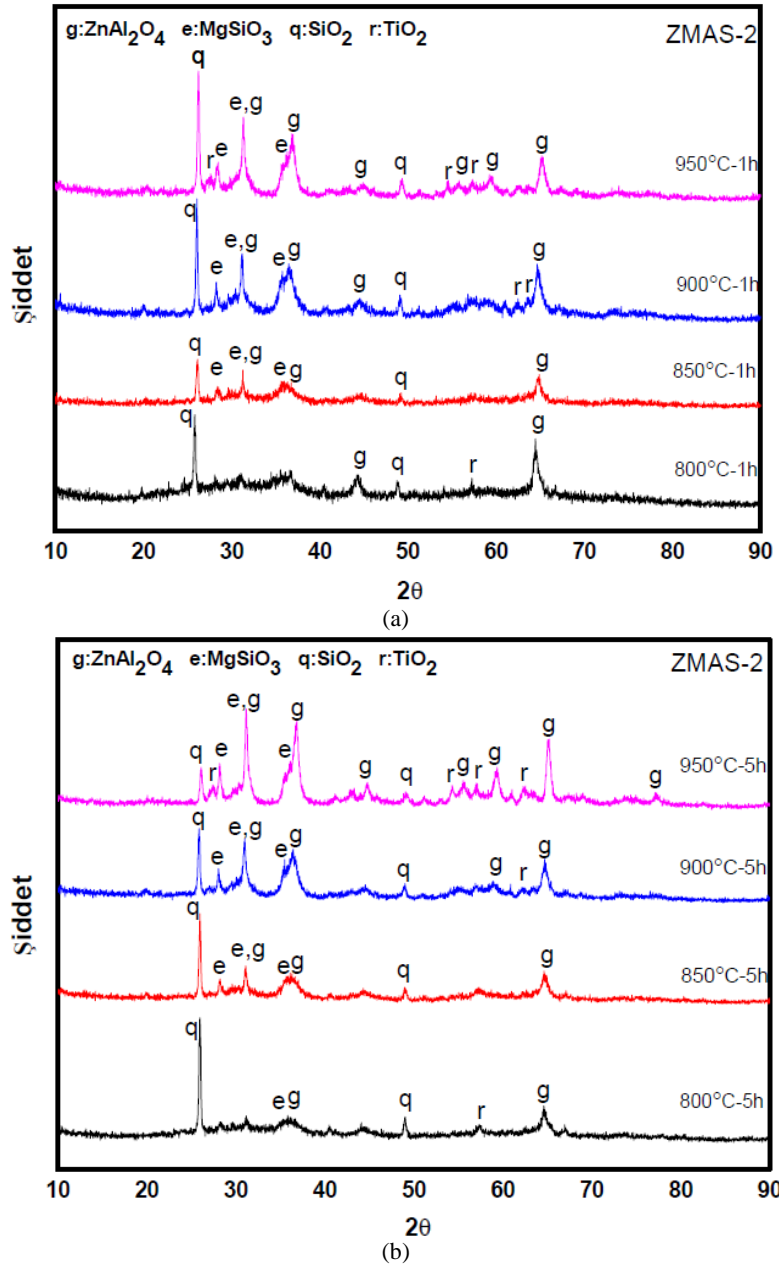 g:ZnAl₂O₄ e:MgSiO₃ q:SiO₂ r:TiO₂ ZMAS-2
q
r e e,g e g g q r g r g g
950°C-1h
q e e,g e g g q r r g
900°C-1h
q e e,g e g q g
850°C-1h
q g q r g
800°C-1h
Şiddet
10 20 30 40 50 60 70 80 90
2θ
(a)
g:ZnAl₂O₄ e:MgSiO₃ q:SiO₂ r:TiO₂ ZMAS-2
q r e e,g e g g q r g r g r g g
950°C-5h
q e e,g e g q g r g
900°C-5h
q e e,g e g q g
850°C-5h
q e g q r g
800°C-5h
Şiddet
10 20 30 40 50 60 70 80 90
2θ
(b)